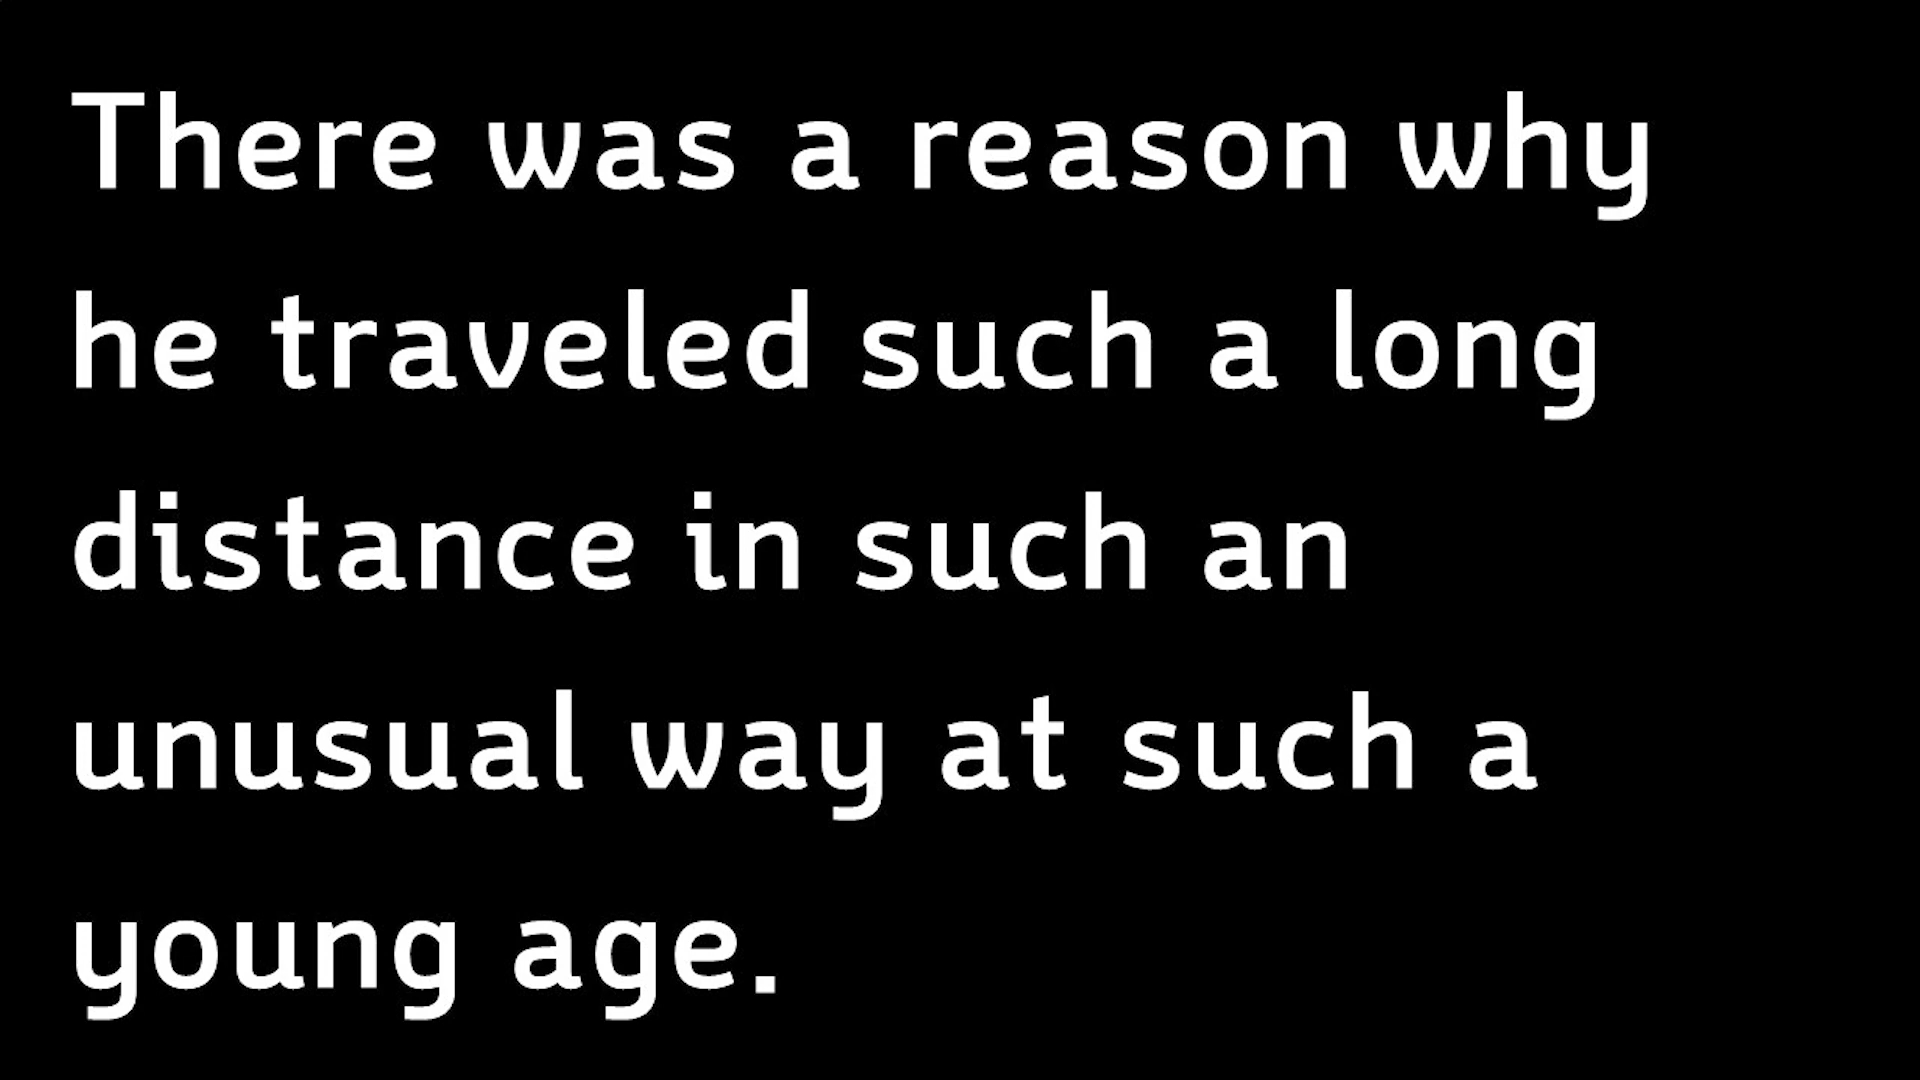 There was a reason why
he traveled such a long
distance in such an
unusual way at such a
young age.